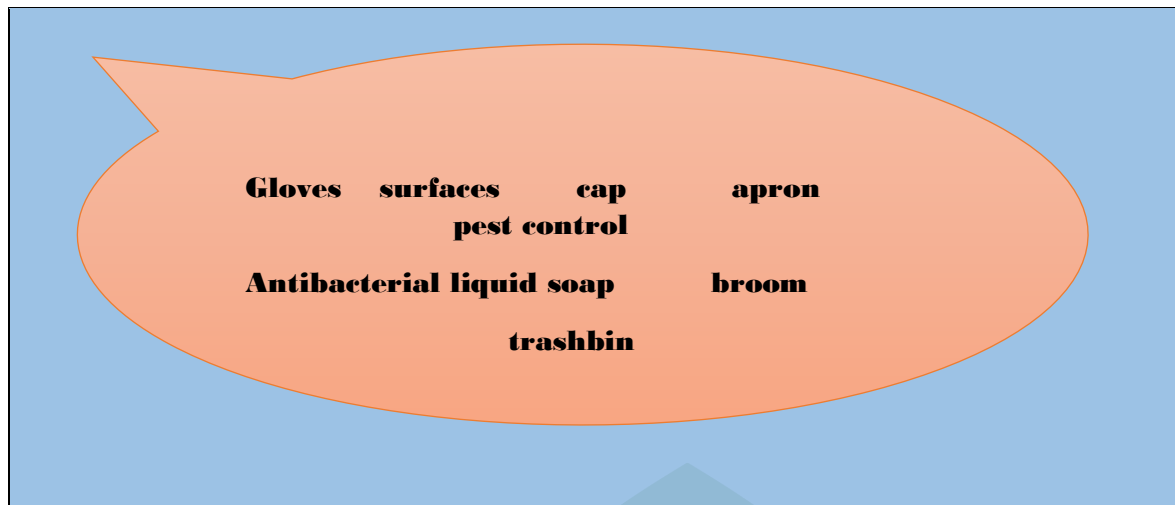 Gloves surfaces cap apron
pest control
Antibacterial liquid soap broom
trashbin